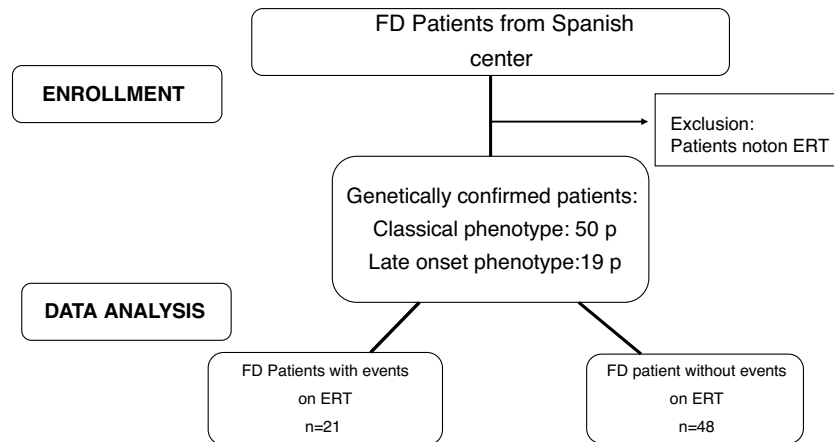 FD Patients from Spanish
center
ENROLLMENT
Exclusion:
Patients noton ERT
Genetically confirmed patients:
Classical phenotype: 50 p
Late onset phenotype:19 p
DATA ANALYSIS
FD Patients with events
on ERT
n=21
FD patient without events
on ERT
n=48